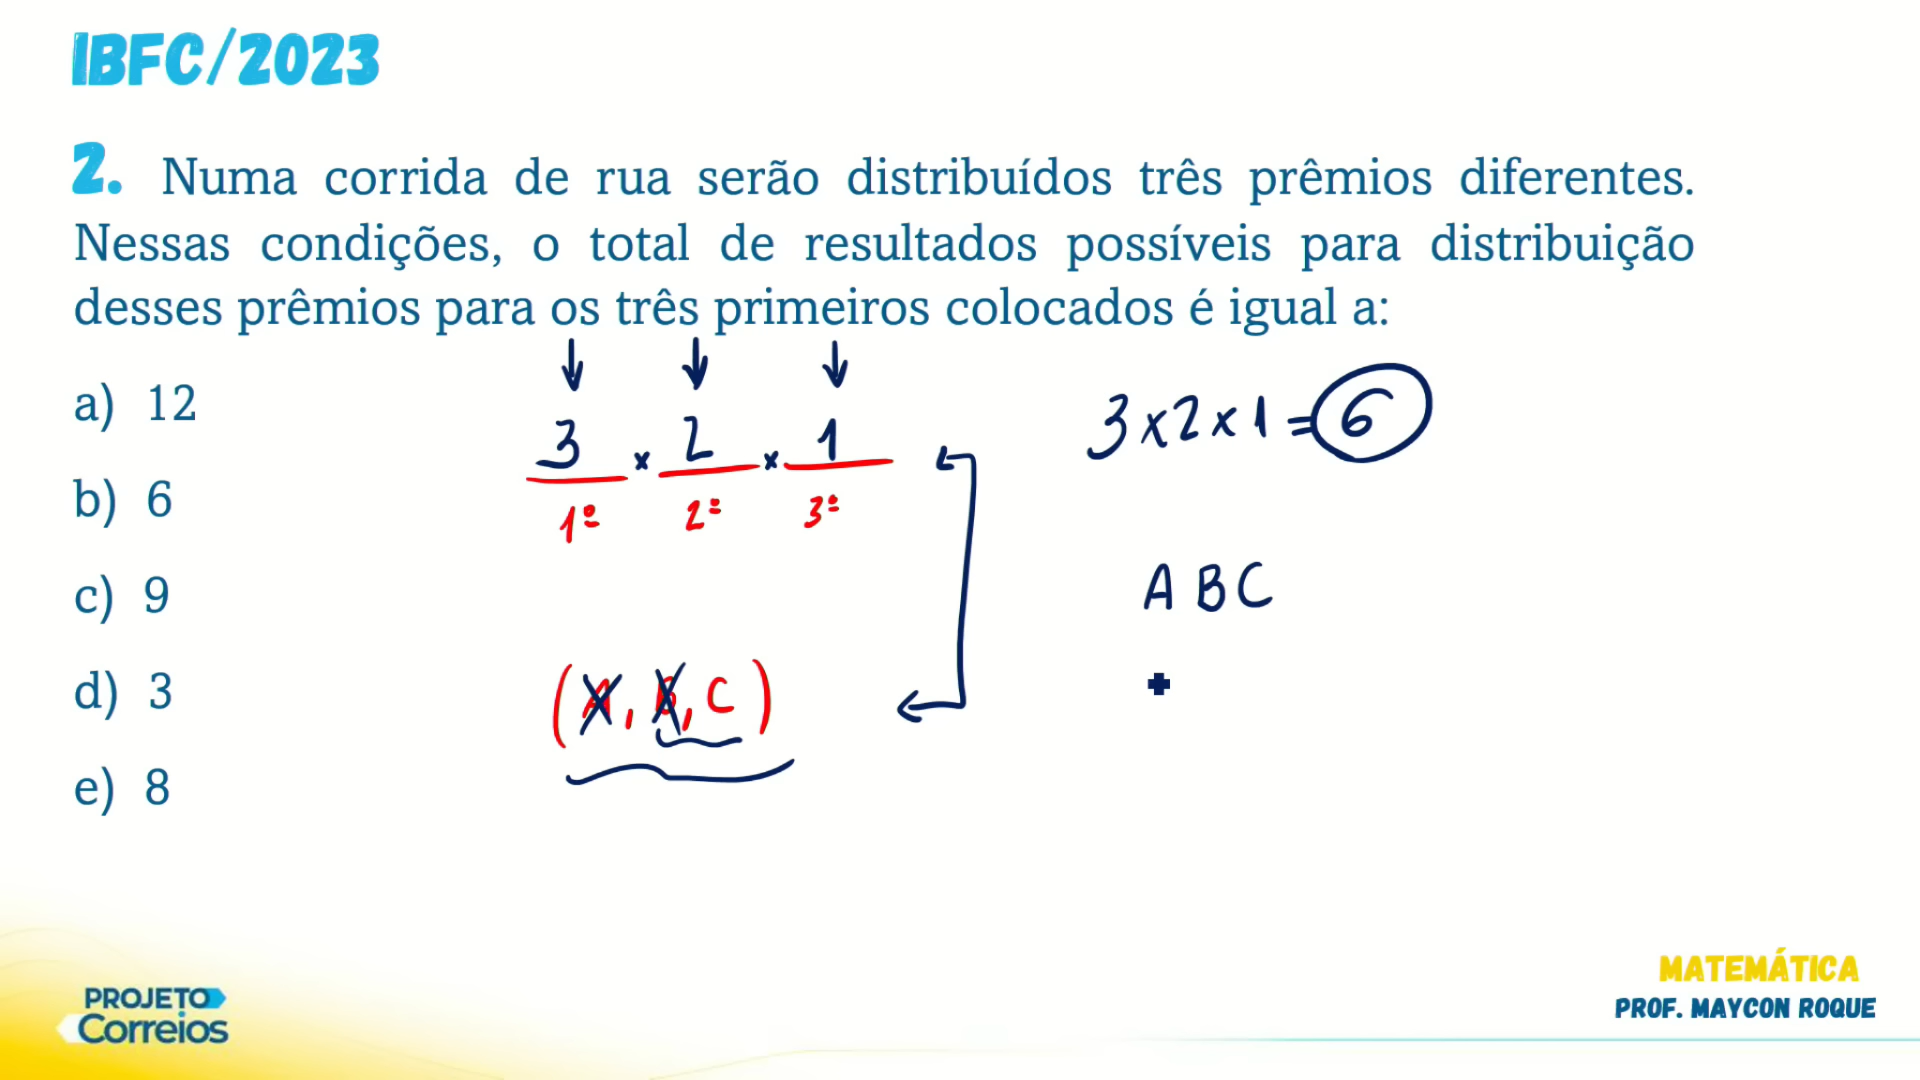 IBFC/2023
2. Numa corrida de rua serão distribuídos três prêmios diferentes.
Nessas condições, o total de resultados possíveis para distribuição
desses prêmios para os três primeiros colocados é igual a:
a) 12
b) 6
c) 9
d) 3
e) 8
3 x 2 x 1
1º 2º 3º
(A, B, C)
3x2x1=6
A B C
PROJETO
Correios
MATEMÁTICA
PROF. MAYCON ROQUE